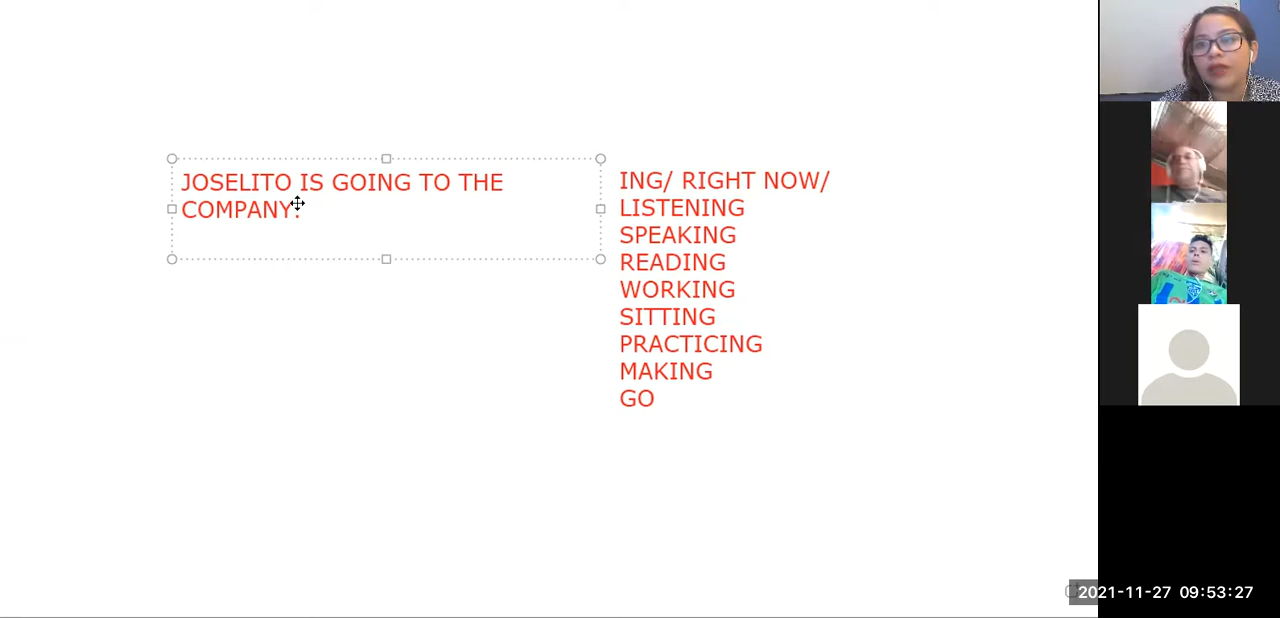 JOSELITO IS GOING TO THE
COMPANY.
ING/ RIGHT NOW/
LISTENING
SPEAKING
READING
WORKING
SITTING
PRACTICING
MAKING
GO
2021-11-27 09:53:27